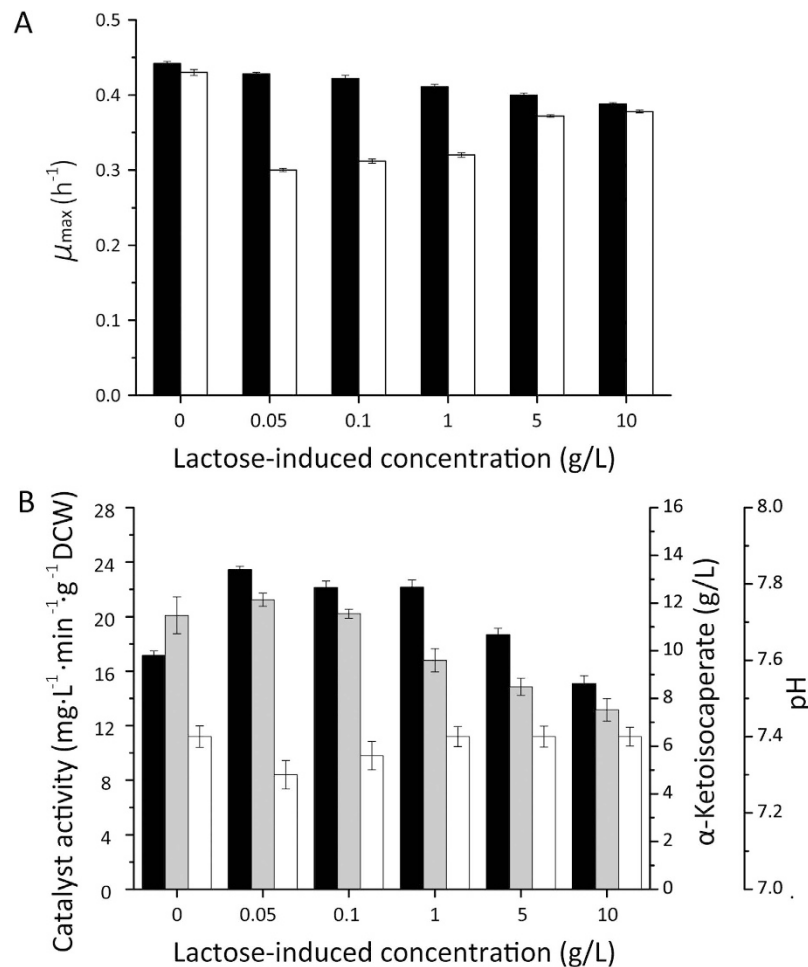 A
0.5
0.4
0.3
0.2
0.1
0.0
μmax (h-1)
0 0.05 0.1 1 5 10
Lactose-induced concentration (g/L)
B
28
24
20
16
12
8
4
0
Catalyst activity (mg·L-1·min-1·g-1 DCW)
16
14
12
10
8
6
4
2
0
α-Ketoisocaperate (g/L)
8.0
7.8
7.6
7.4
7.2
7.0
pH
0 0.05 0.1 1 5 10
Lactose-induced concentration (g/L)